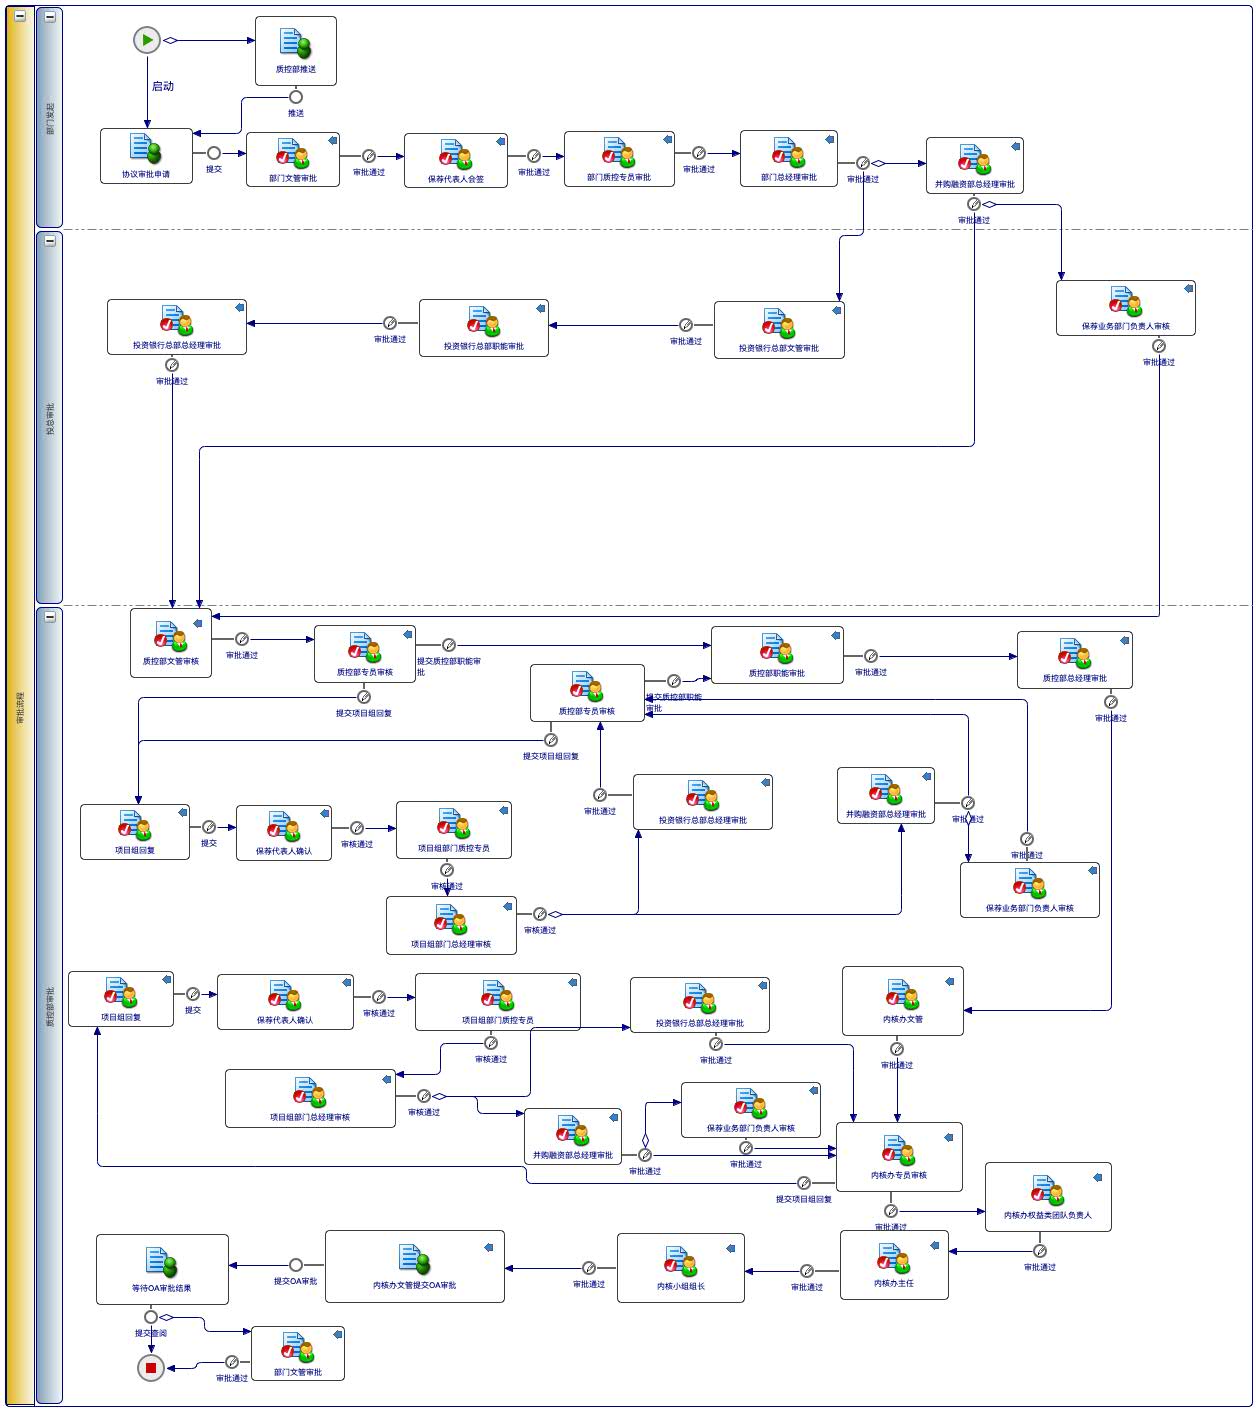 审批流程
部门发起
启动
质控部推送
推送
协议审批申请
提交
部门文管审批
审批通过
保荐代表人会签
审批通过
部门质控专员审批
审批通过
部门总经理审批
审批通过
并购融资部总经理审批
审批通过
投总审批
投资银行总部总经理审批
审批通过
审批通过
投资银行总部职能审批
审批通过
投资银行总部文管审批
保荐业务部门负责人审核
审批通过
质控部审批
质控部文管审核
审批通过
质控部专员审核
提交质控部职能审
批
提交项目组回复
质控部职能审批
审批通过
质控部总经理审批
审批通过
质控部专员审核
提交质控部职能
审批
提交项目组回复
项目组回复
提交
保荐代表人确认
审核通过
项目组部门质控专员
审核通过
审批通过
投资银行总部总经理审批
并购融资部总经理审批
审批通过
审批通过
保荐业务部门负责人审核
项目组部门总经理审核
审核通过
项目组回复
提交
保荐代表人确认
审核通过
项目组部门质控专员
审核通过
投资银行总部总经理审批
审批通过
内核办文管
审批通过
项目组部门总经理审核
审核通过
并购融资部总经理审批
审批通过
保荐业务部门负责人审核
审批通过
内核办专员审核
提交项目组回复
审批通过
内核办权益类团队负责人
审批通过
等待OA审批结果
提交OA审批
内核办文管提交OA审批
审批通过
内核小组组长
审批通过
内核办主任
提交查阅
部门文管审批
审批通过